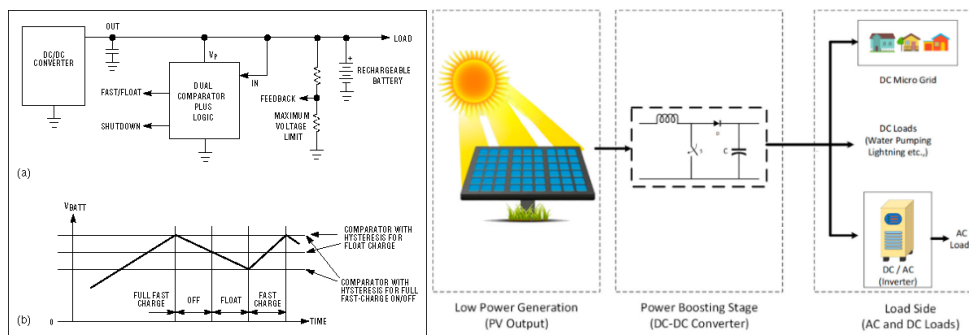 OUT
LOAD
DC/DC
CONVERTER
VP
IN
+
RECHARGEABLE
BATTERY
DUAL
COMPARATOR
PLUS
LOGIC
FAST/FLOAT
FEEDBACK
SHUTDOWN
MAXIMUM
VOLTAGE
LIMIT
(a)
VBATT
COMPARATOR WITH
HYSTERESIS FOR
FLOAT CHARGE
COMPARATOR WITH
HYSTERESIS FOR FULL
FAST-CHARGE ON/OFF
FULL FAST
CHARGE
OFF
FLOAT
FAST
CHARGE
0
TIME
(b)
Low Power Generation
(PV Output)
D
S
C
Power Boosting Stage
(DC-DC Converter)
DC Micro Grid
DC Loads
(Water Pumping
Lightning etc.,)
DC / AC
(Inverter)
AC
Load
Load Side
(AC and DC Loads)